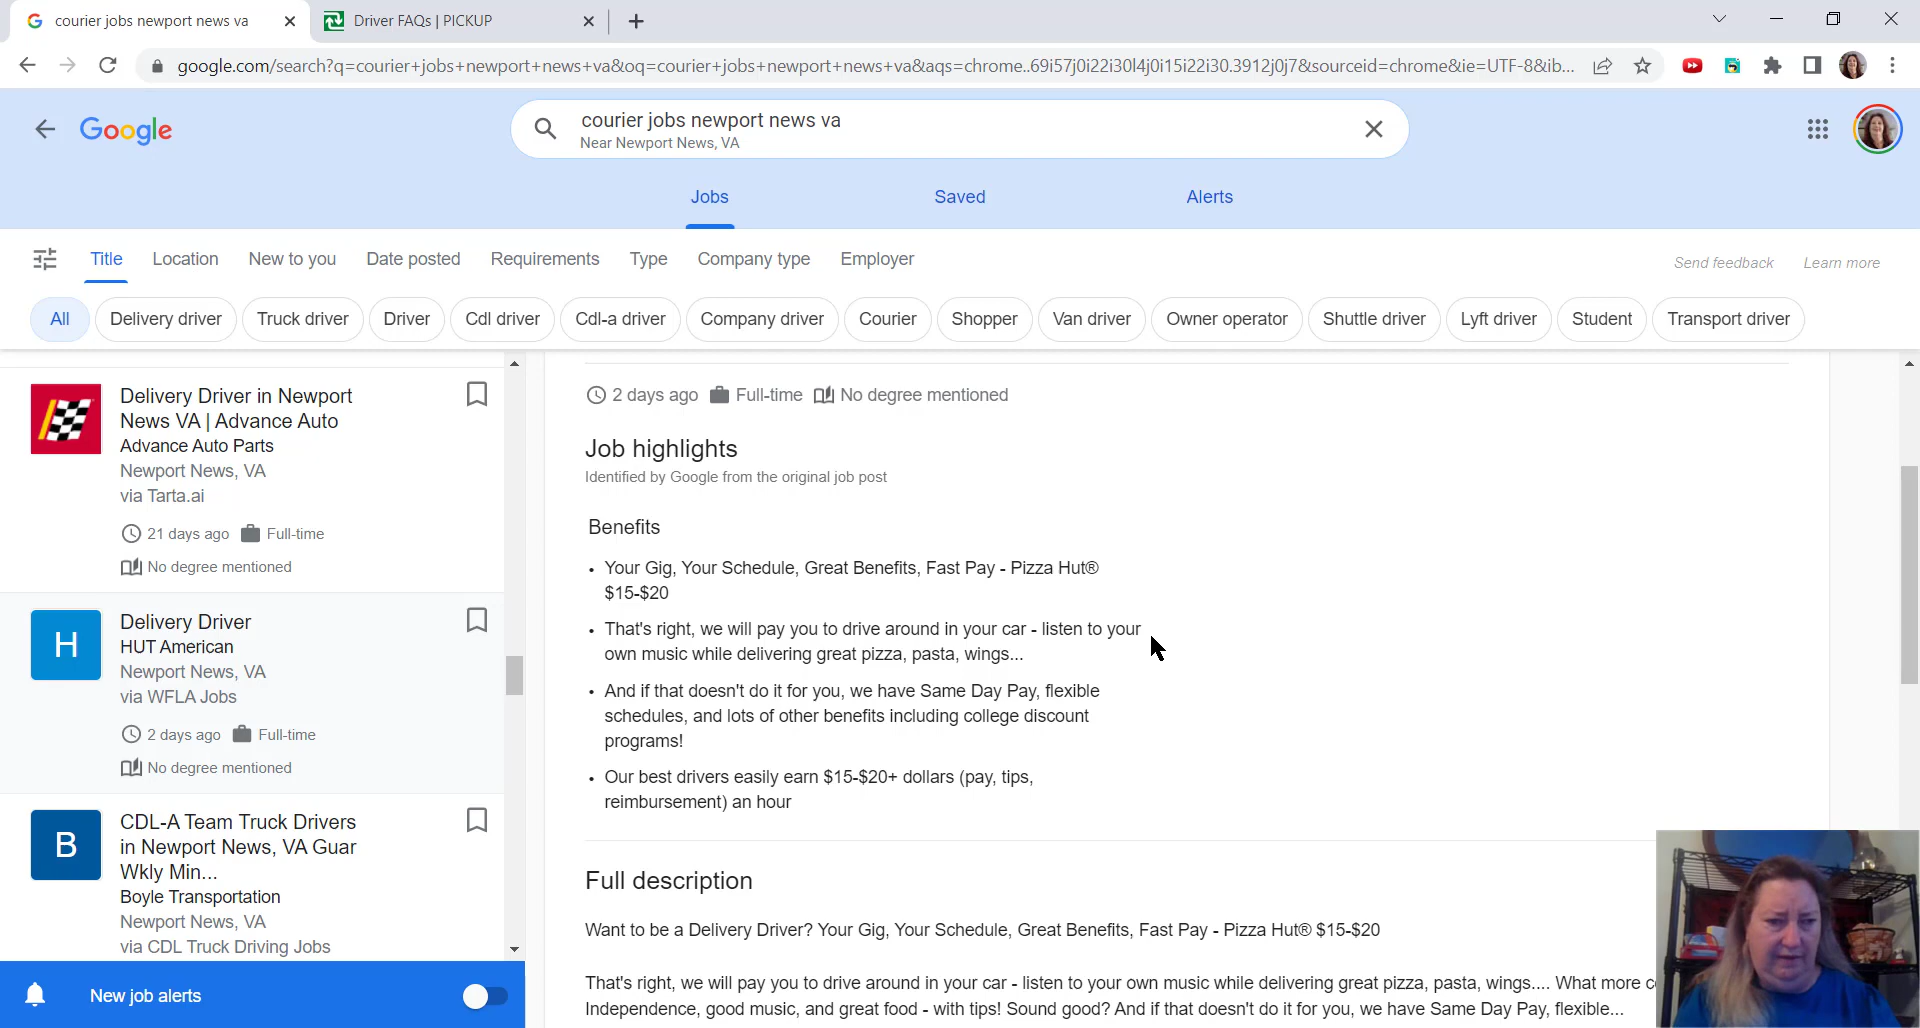 courier jobs newport news va
Driver FAQs | PICKUP
google.com/search?q=courier+jobs+newport+news+va&oq=courier+jobs+newport+news+va&aqs=chrome..69i57j0i22i30l4j0i15i22i30.3912j0j7&sourceid=chrome&ie=UTF-8&ib...
Google
courier jobs newport news va
Near Newport News, VA
Jobs Saved Alerts
Title Location New to you Date posted Requirements Type Company type Employer
Send feedback Learn more
All Delivery driver Truck driver Driver Cdl driver Cdl-a driver Company driver Courier Shopper Van driver Owner operator Shuttle driver Lyft driver Student Transport driver
Delivery Driver in Newport
News VA | Advance Auto
Advance Auto Parts
Newport News, VA
via Tarta.ai
21 days ago Full-time
No degree mentioned
H
Delivery Driver
HUT American
Newport News, VA
via WFLA Jobs
2 days ago Full-time
No degree mentioned
B
CDL-A Team Truck Drivers
in Newport News, VA Guar
Wkly Min...
Boyle Transportation
Newport News, VA
via CDL Truck Driving Jobs
New job alerts
2 days ago Full-time No degree mentioned
Job highlights
Identified by Google from the original job post
Benefits
• Your Gig, Your Schedule, Great Benefits, Fast Pay - Pizza Hut®
$15-$20
• That's right, we will pay you to drive around in your car - listen to your
own music while delivering great pizza, pasta, wings...
• And if that doesn't do it for you, we have Same Day Pay, flexible
schedules, and lots of other benefits including college discount
programs!
• Our best drivers easily earn $15-$20+ dollars (pay, tips,
reimbursement) an hour
Full description
Want to be a Delivery Driver? Your Gig, Your Schedule, Great Benefits, Fast Pay - Pizza Hut® $15-$20
That's right, we will pay you to drive around in your car - listen to your own music while delivering great pizza, pasta, wings.... What more
Independence, good music, and great food - with tips! Sound good? And if that doesn't do it for you, we have Same Day Pay, flexible...